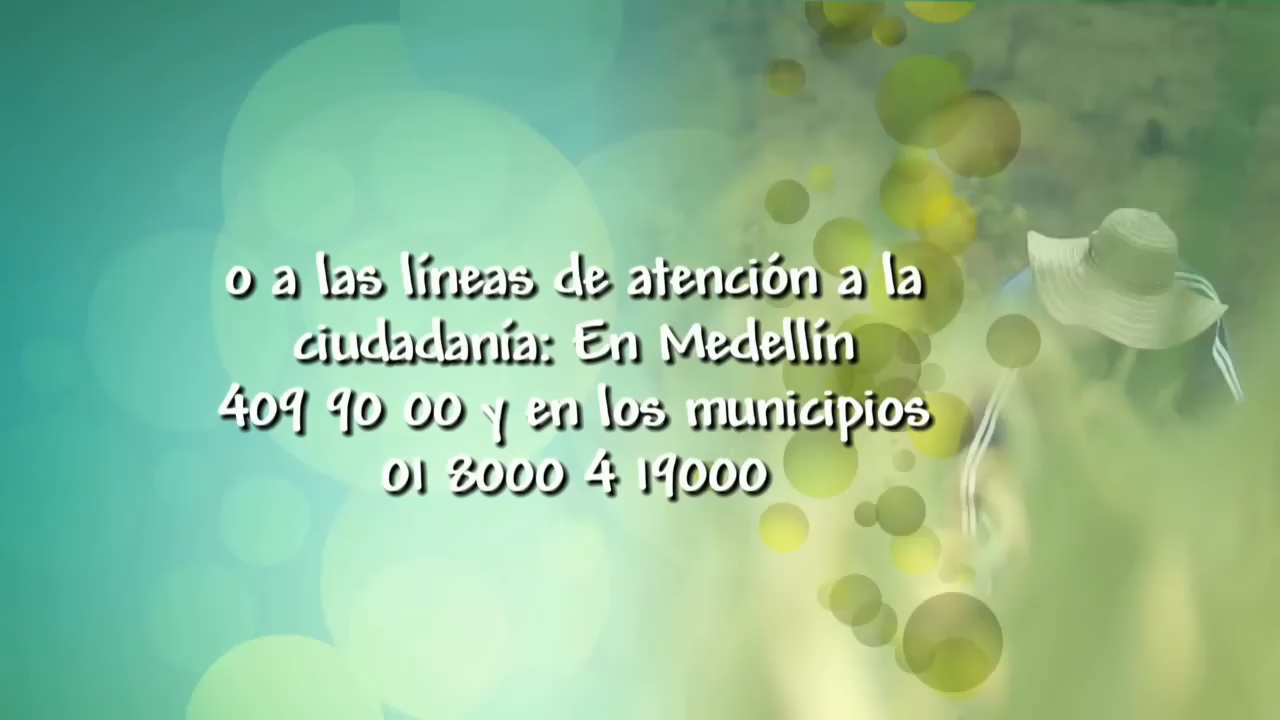 o a las líneas de atención a la
ciudadanía: En Medellín
409 90 00 y en los municipios
01 8000 4 19000